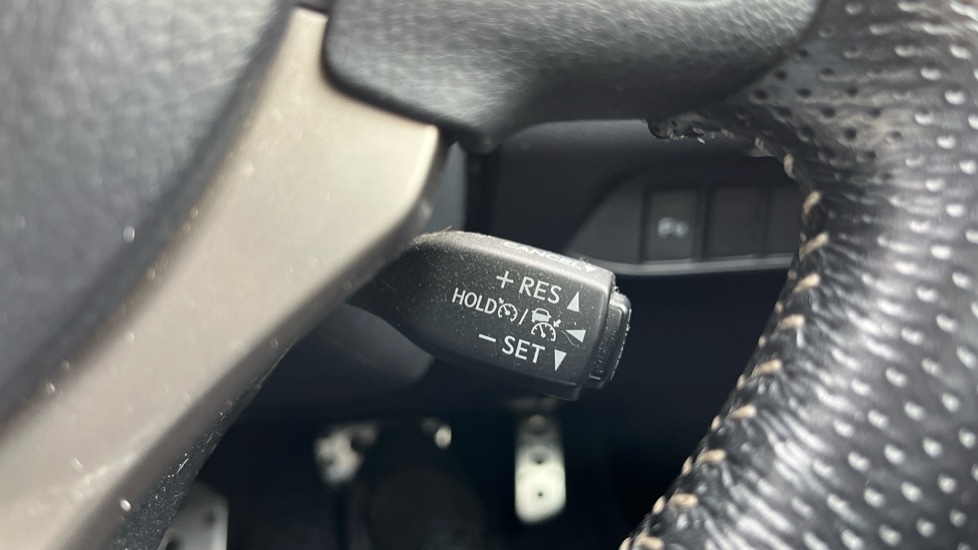 CANCEL
+ RES ▲
HOLD /
− SET ▼